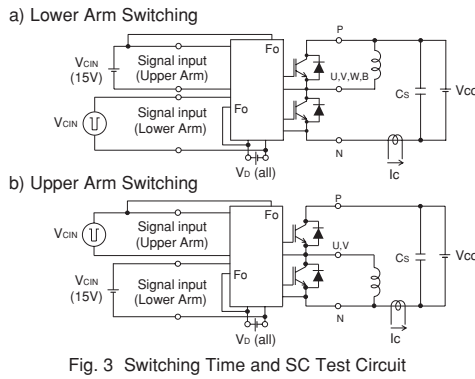 a) Lower Arm Switching
VCIN
(15V)
Signal input
(Upper Arm)
Fo
P
VCIN
Signal input
(Lower Arm)
Fo
U,V,W,B
CS
VCC
VD (all)
N
Ic
b) Upper Arm Switching
VCIN
Signal input
(Upper Arm)
Fo
P
VCIN
(15V)
Signal input
(Lower Arm)
Fo
U,V
CS
VCC
VD (all)
N
Ic
Fig. 3 Switching Time and SC Test Circuit